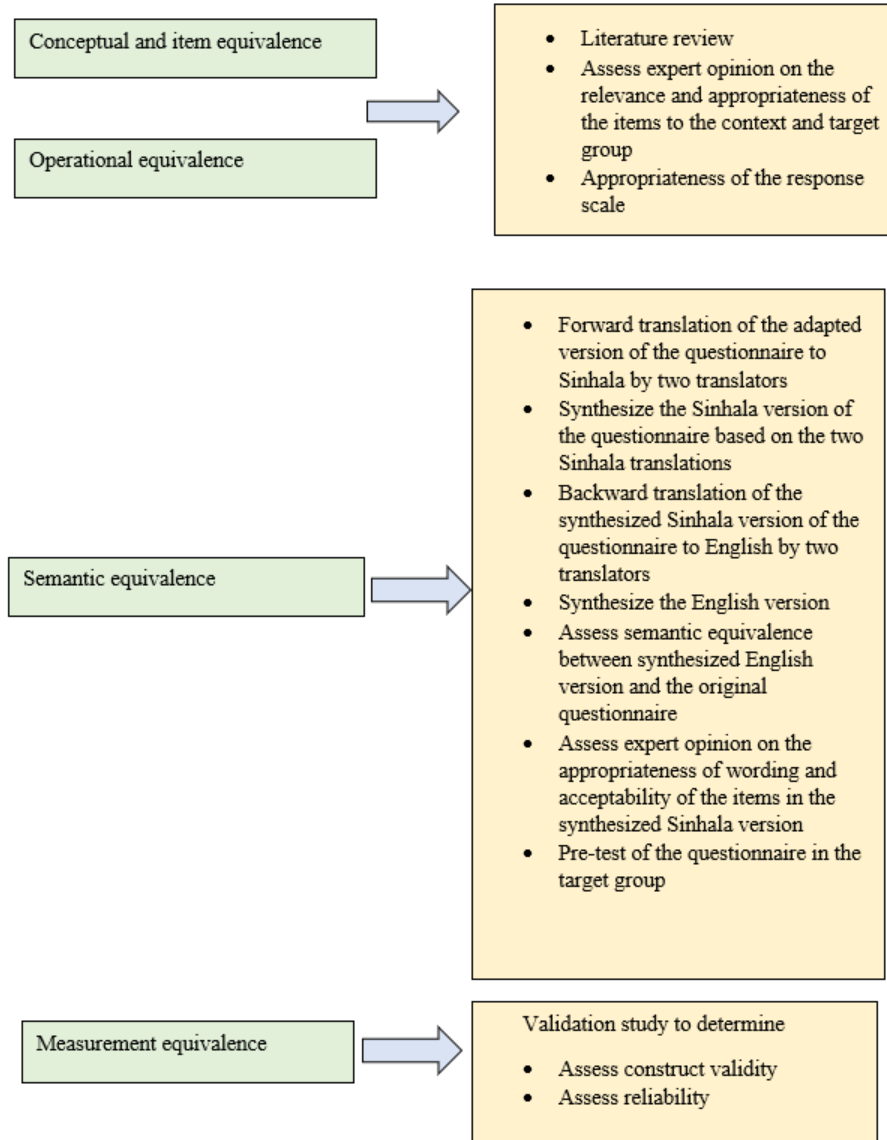 Conceptual and item equivalence
Operational equivalence
• Literature review
• Assess expert opinion on the
relevance and appropriateness of
the items to the context and target
group
• Appropriateness of the response
scale
Semantic equivalence
• Forward translation of the adapted
version of the questionnaire to
Sinhala by two translators
• Synthesize the Sinhala version of
the questionnaire based on the two
Sinhala translations
• Backward translation of the
synthesized Sinhala version of the
questionnaire to English by two
translators
• Synthesize the English version
• Assess semantic equivalence
between synthesized English
version and the original
questionnaire
• Assess expert opinion on the
appropriateness of wording and
acceptability of the items in the
synthesized Sinhala version
• Pre-test of the questionnaire in the
target group
Measurement equivalence
Validation study to determine
• Assess construct validity
• Assess reliability